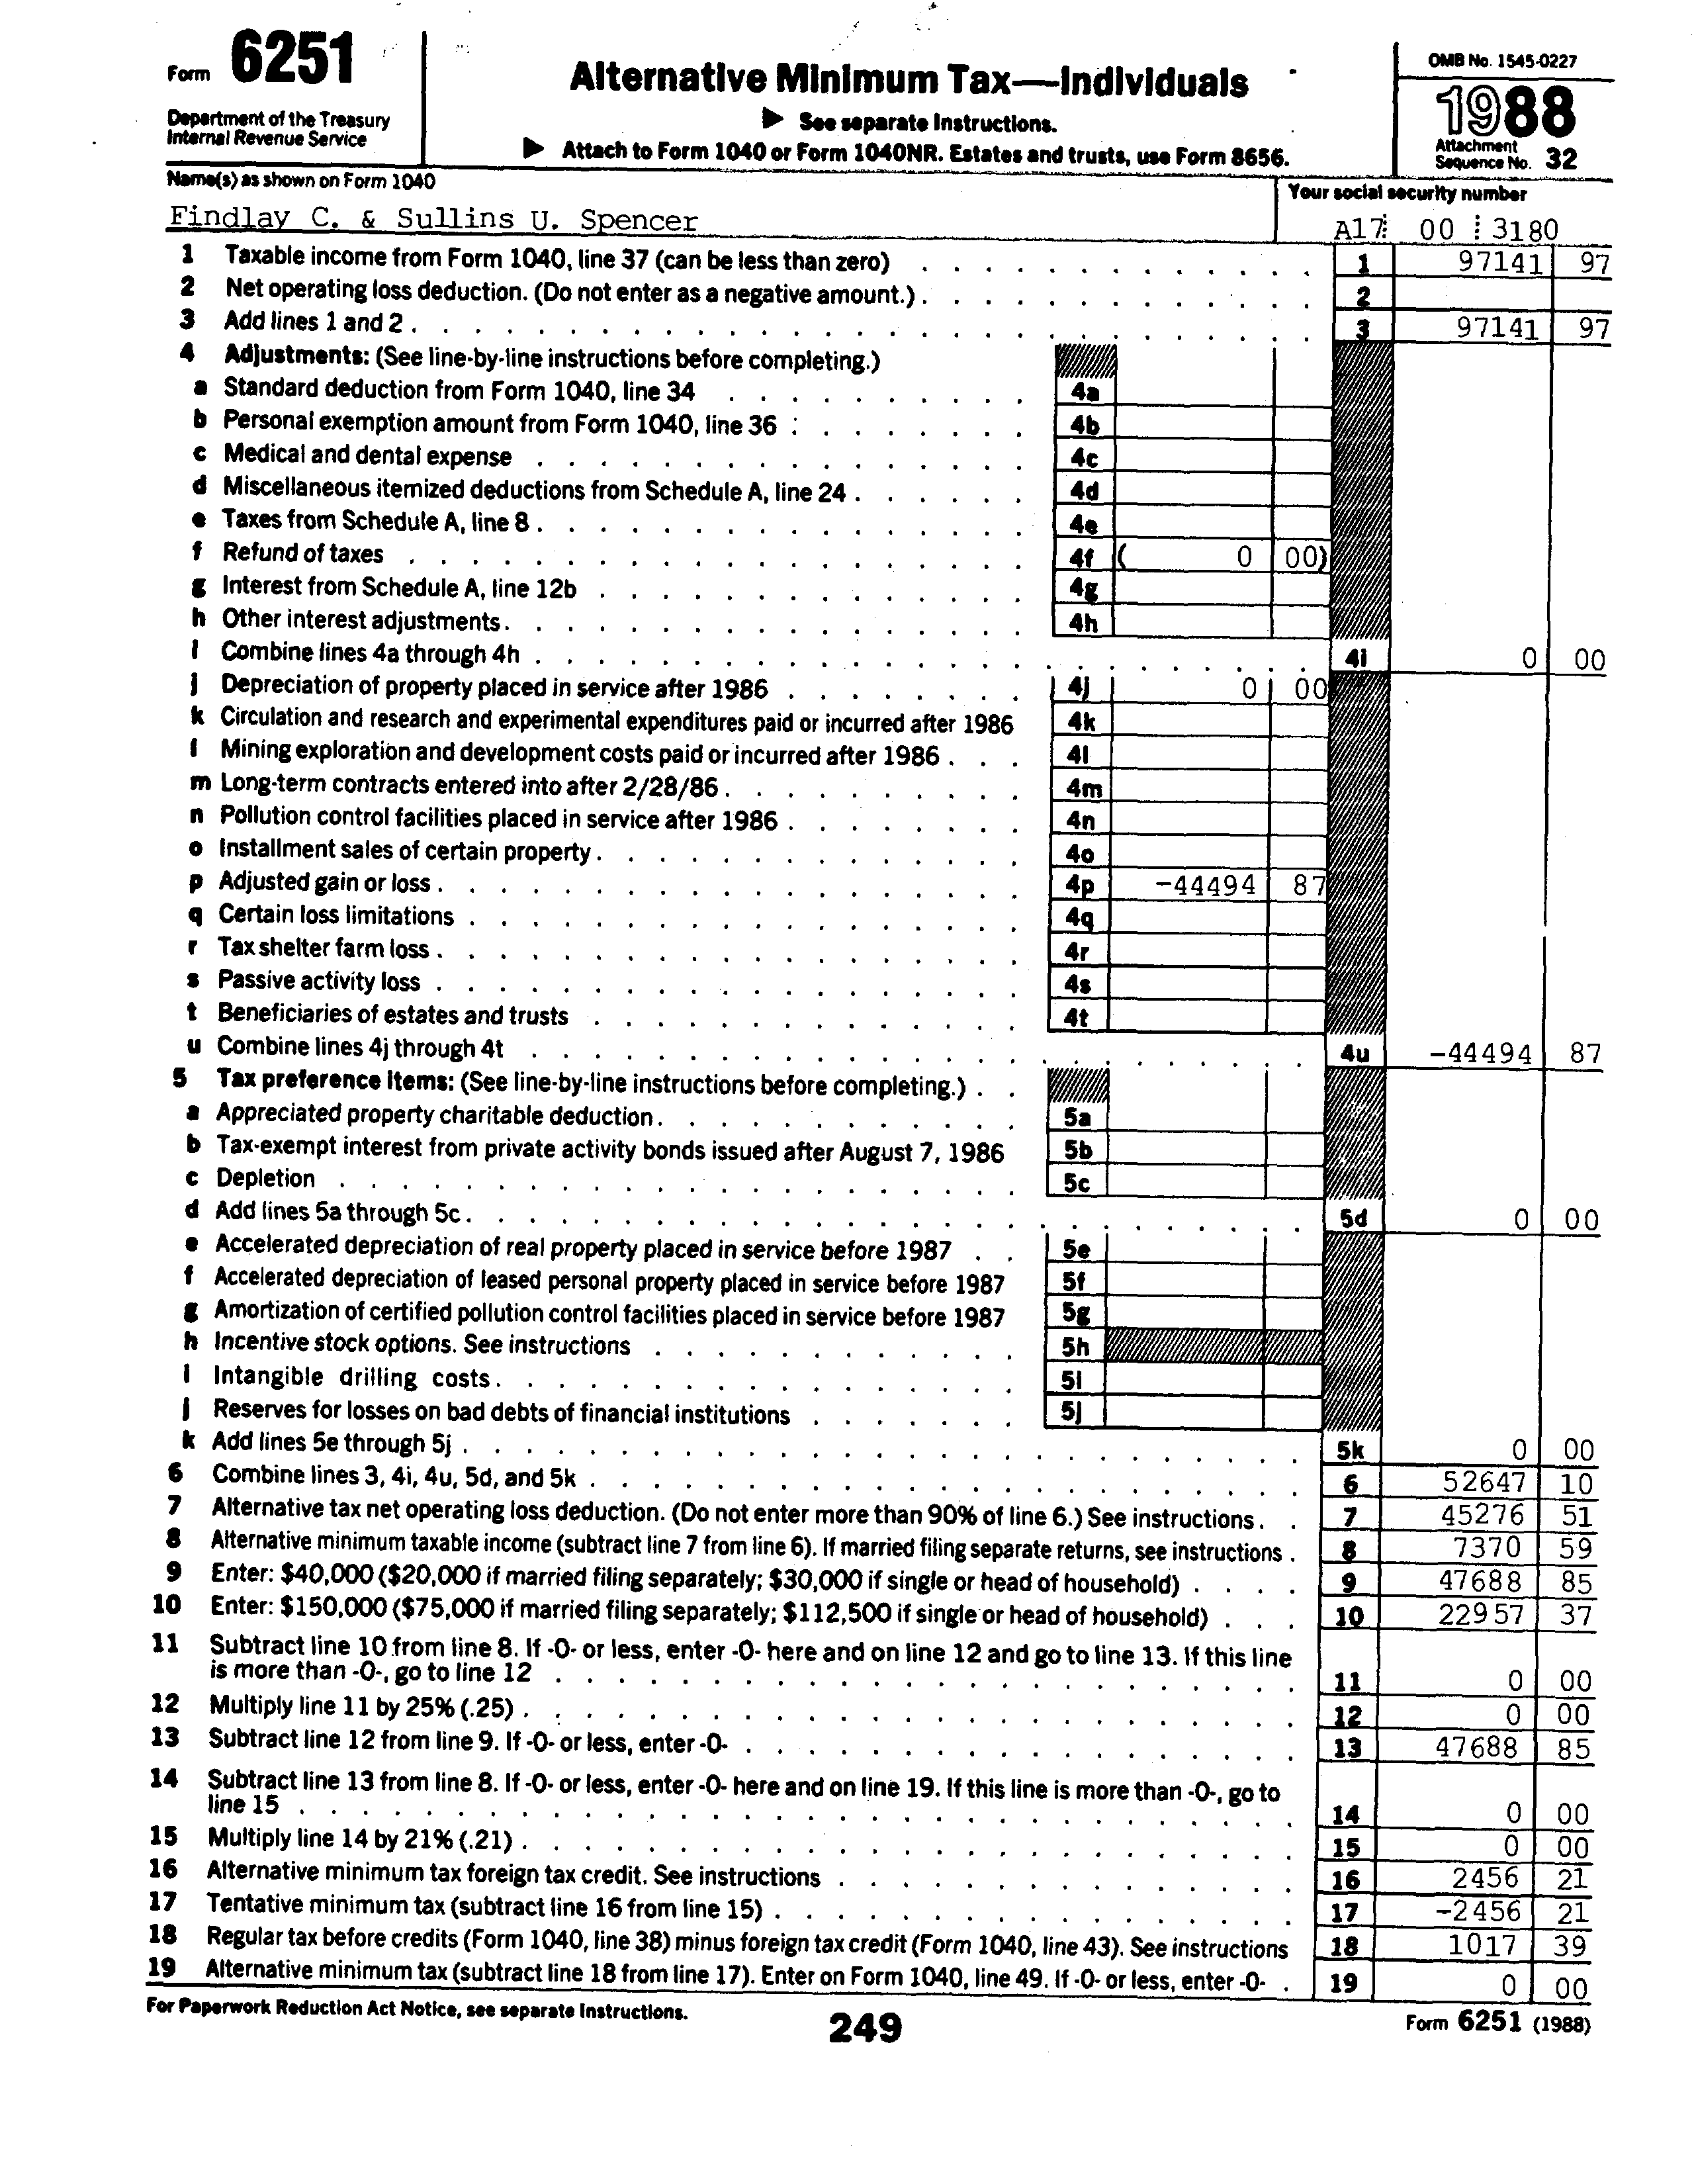 Form 6251
Department of the Treasury
Internal Revenue Service
Alternative Minimum Tax—Individuals
▶ See separate Instructions.
▶ Attach to Form 1040 or Form 1040NR. Estates and trusts, use Form 8656.
OMB No. 1545-0227
1988
Attachment
Sequence No. 32
Name(s) as shown on Form 1040
Findlay C. & Sullins U. Spencer
Your social security number
A17 00 3180
1 Taxable income from Form 1040, line 37 (can be less than zero) 1 97141 97
2 Net operating loss deduction. (Do not enter as a negative amount.) 2
3 Add lines 1 and 2 3 97141 97
4 Adjustments: (See line-by-line instructions before completing.)
a Standard deduction from Form 1040, line 34 4a
b Personal exemption amount from Form 1040, line 36 4b
c Medical and dental expense 4c
d Miscellaneous itemized deductions from Schedule A, line 24 4d
e Taxes from Schedule A, line 8 4e
f Refund of taxes 4f ( 0 00)
g Interest from Schedule A, line 12b 4g
h Other interest adjustments 4h
i Combine lines 4a through 4h 4i 0 00
j Depreciation of property placed in service after 1986 4j 0 00
k Circulation and research and experimental expenditures paid or incurred after 1986 4k
l Mining exploration and development costs paid or incurred after 1986 4l
m Long-term contracts entered into after 2/28/86 4m
n Pollution control facilities placed in service after 1986 4n
o Installment sales of certain property 4o
p Adjusted gain or loss 4p -44494 87
q Certain loss limitations 4q
r Tax shelter farm loss 4r
s Passive activity loss 4s
t Beneficiaries of estates and trusts 4t
u Combine lines 4j through 4t 4u -44494 87
5 Tax preference items: (See line-by-line instructions before completing.)
a Appreciated property charitable deduction 5a
b Tax-exempt interest from private activity bonds issued after August 7, 1986 5b
c Depletion 5c
d Add lines 5a through 5c 5d 0 00
e Accelerated depreciation of real property placed in service before 1987 5e
f Accelerated depreciation of leased personal property placed in service before 1987 5f
g Amortization of certified pollution control facilities placed in service before 1987 5g
h Incentive stock options. See instructions 5h
i Intangible drilling costs 5i
j Reserves for losses on bad debts of financial institutions 5j
k Add lines 5e through 5j 5k 0 00
6 Combine lines 3, 4i, 4u, 5d, and 5k 6 52647 10
7 Alternative tax net operating loss deduction. (Do not enter more than 90% of line 6.) See instructions 7 45276 51
8 Alternative minimum taxable income (subtract line 7 from line 6). If married filing separate returns, see instructions 8 7370 59
9 Enter: $40,000 ($20,000 if married filing separately; $30,000 if single or head of household) 9 47688 85
10 Enter: $150,000 ($75,000 if married filing separately; $112,500 if single or head of household) 10 22957 37
11 Subtract line 10 from line 8. If -0- or less, enter -0- here and on line 12 and go to line 13. If this line
is more than -0-, go to line 12 11 0 00
12 Multiply line 11 by 25% (.25) 12 0 00
13 Subtract line 12 from line 9. If -0- or less, enter -0- 13 47688 85
14 Subtract line 13 from line 8. If -0- or less, enter -0- here and on line 19. If this line is more than -0-, go to
line 15 14 0 00
15 Multiply line 14 by 21% (.21) 15 0 00
16 Alternative minimum tax foreign tax credit. See instructions 16 2456 21
17 Tentative minimum tax (subtract line 16 from line 15) 17 -2456 21
18 Regular tax before credits (Form 1040, line 38) minus foreign tax credit (Form 1040, line 43). See instructions 18 1017 39
19 Alternative minimum tax (subtract line 18 from line 17). Enter on Form 1040, line 49. If -0- or less, enter -0- 19 0 00
For Paperwork Reduction Act Notice, see separate Instructions.
249
Form 6251 (1988)